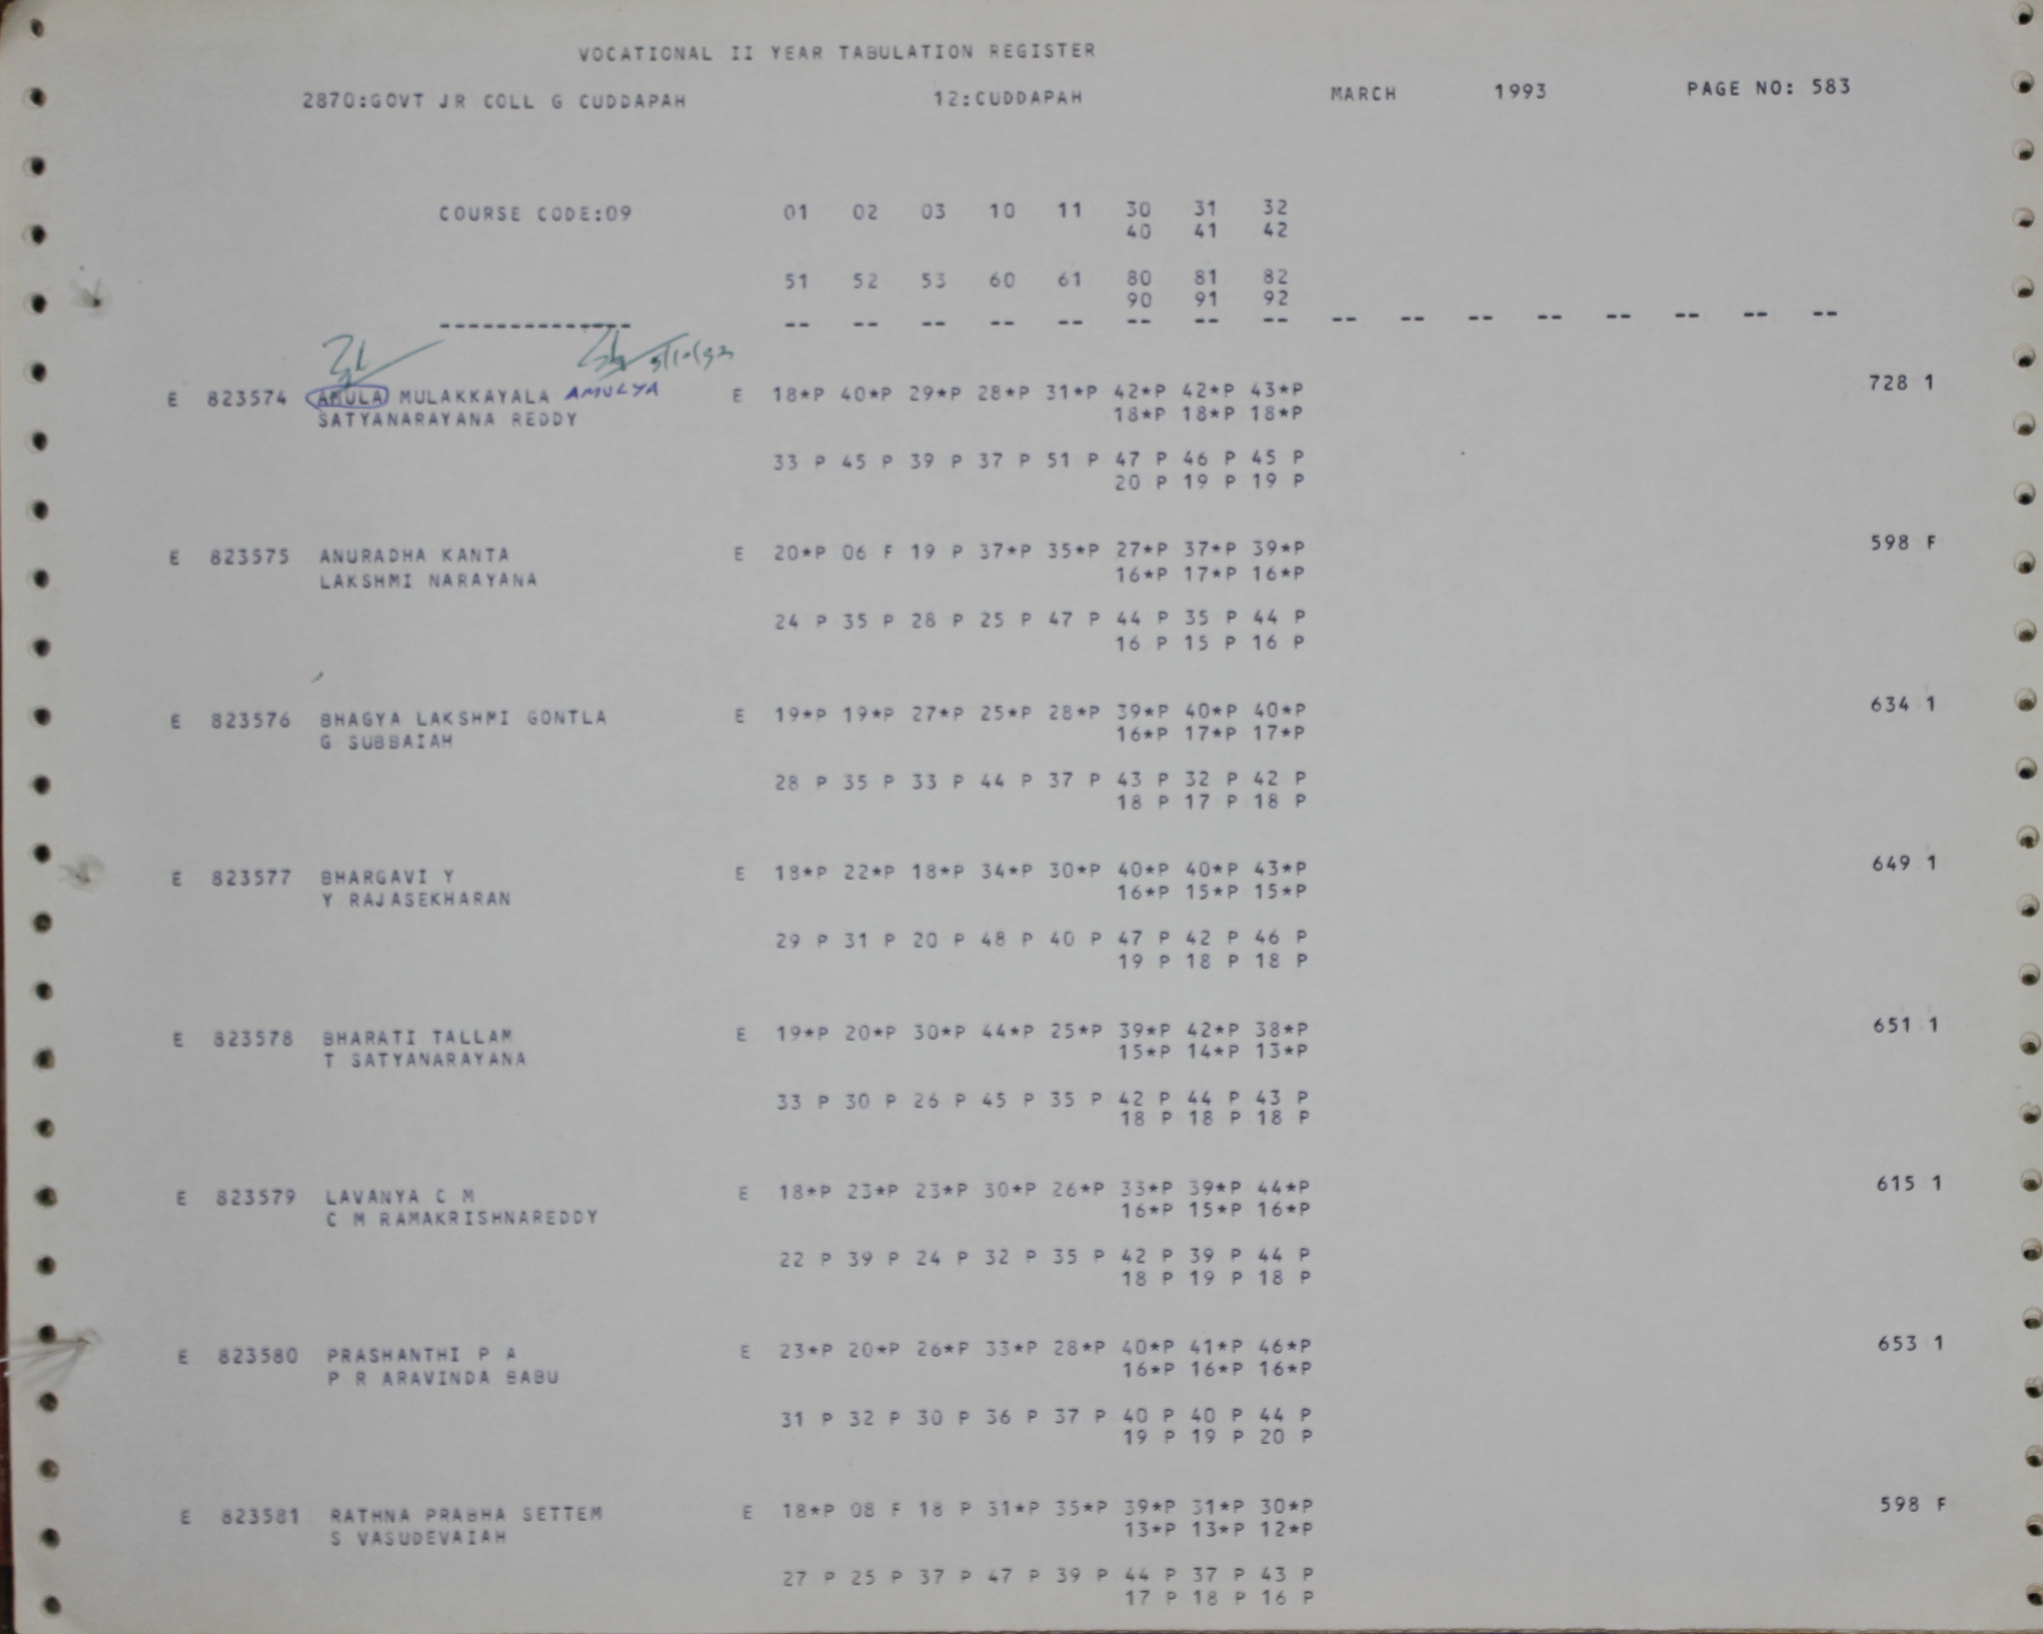 VOCATIONAL II YEAR TABULATION REGISTER
2870:GOVT JR COLL G CUDDAPAH 12:CUDDAPAH MARCH 1993 PAGE NO: 583
COURSE CODE:09 01 02 03 10 11 30 31 32
40 41 42
51 52 53 60 61 80 81 82
90 91 92
-------------- -- -- -- -- -- -- -- -- -- -- -- -- -- -- -- --
E 823574 AMULA MULAKKAYALA AMULYA E 18*P 40*P 29*P 28*P 31*P 42*P 42*P 43*P 728 1
SATYANARAYANA REDDY 18*P 18*P 18*P
33 P 45 P 39 P 37 P 51 P 47 P 46 P 45 P
20 P 19 P 19 P
E 823575 ANURADHA KANTA E 20*P 06 F 19 P 37*P 35*P 27*P 37*P 39*P 598 F
LAKSHMI NARAYANA 16*P 17*P 16*P
24 P 35 P 28 P 25 P 47 P 44 P 35 P 44 P
16 P 15 P 16 P
E 823576 BHAGYA LAKSHMI GONTLA E 19*P 19*P 27*P 25*P 28*P 39*P 40*P 40*P 634 1
G SUBBAIAH 16*P 17*P 17*P
28 P 35 P 33 P 44 P 37 P 43 P 32 P 42 P
18 P 17 P 18 P
E 823577 BHARGAVI Y E 18*P 22*P 18*P 34*P 30*P 40*P 40*P 43*P 649 1
Y RAJASEKHARAN 16*P 15*P 15*P
29 P 31 P 20 P 48 P 40 P 47 P 42 P 46 P
19 P 18 P 18 P
E 823578 BHARATI TALLAM E 19*P 20*P 30*P 44*P 25*P 39*P 42*P 38*P 651 1
T SATYANARAYANA 15*P 14*P 13*P
33 P 30 P 26 P 45 P 35 P 42 P 44 P 43 P
18 P 18 P 18 P
E 823579 LAVANYA C M E 18*P 23*P 23*P 30*P 26*P 33*P 39*P 44*P 615 1
C M RAMAKRISHNAREDDY 16*P 15*P 16*P
22 P 39 P 24 P 32 P 35 P 42 P 39 P 44 P
18 P 19 P 18 P
E 823580 PRASHANTHI P A E 23*P 20*P 26*P 33*P 28*P 40*P 41*P 46*P 653 1
P R ARAVINDA BABU 16*P 16*P 16*P
31 P 32 P 30 P 36 P 37 P 40 P 40 P 44 P
19 P 19 P 20 P
E 823581 RATHNA PRABHA SETTEM E 18*P 08 F 18 P 31*P 35*P 39*P 31*P 30*P 598 F
S VASUDEVAIAH 13*P 13*P 12*P
27 P 25 P 37 P 47 P 39 P 44 P 37 P 43 P
17 P 18 P 16 P